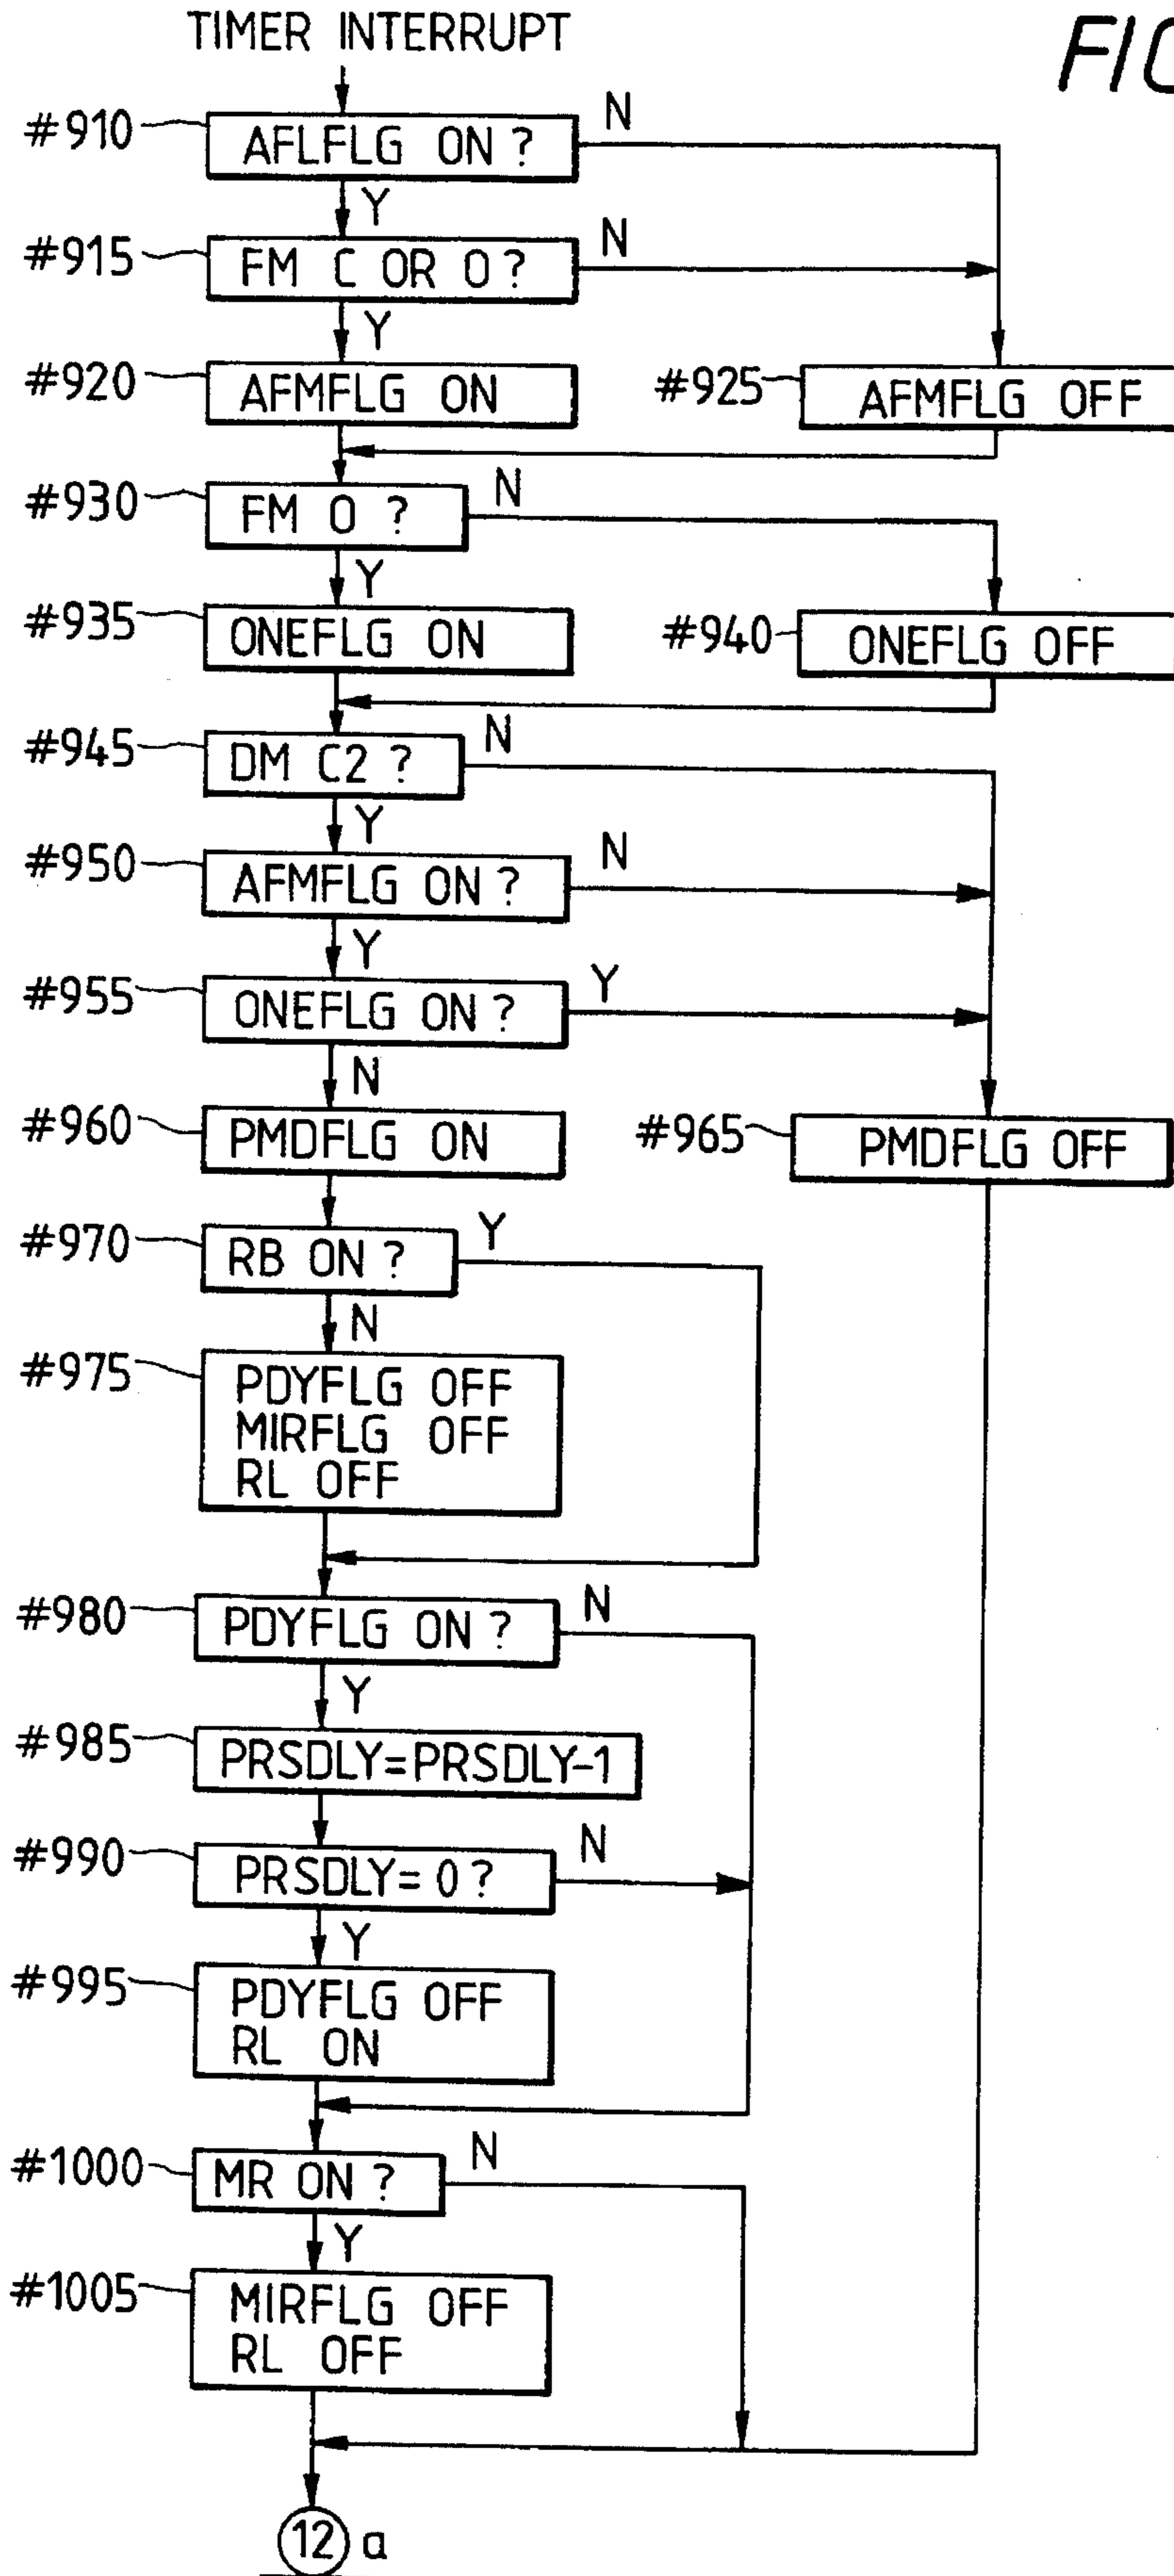 TIMER INTERRUPT
FIG
#910 AFLFLG ON ? N
Y
#915 FM C OR O ? N
Y
#920 AFMFLG ON
#925 AFMFLG OFF
#930 FM O ? N
Y
#935 ONEFLG ON
#940 ONEFLG OFF
#945 DM C2 ? N
Y
#950 AFMFLG ON ? N
Y
#955 ONEFLG ON ? Y
N
#960 PMDFLG ON
#965 PMDFLG OFF
#970 RB ON ? Y
N
#975 PDYFLG OFF
MIRFLG OFF
RL OFF
#980 PDYFLG ON ? N
Y
#985 PRSDLY=PRSDLY-1
#990 PRSDLY=0 ? N
Y
#995 PDYFLG OFF
RL ON
#1000 MR ON ? N
Y
#1005 MIRFLG OFF
RL OFF
12 a